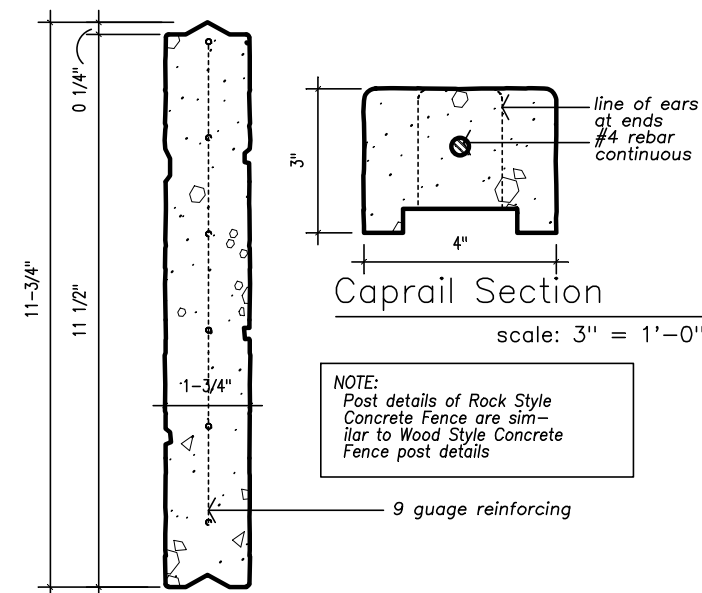 0 1/4"
11-3/4"
11 1/2"
1-3/4"
9 guage reinforcing
3"
4"
line of ears
at ends
#4 rebar
continuous
Caprail Section
scale: 3" = 1'-0"
NOTE:
Post details of Rock Style
Concrete Fence are sim-
ilar to Wood Style Concrete
Fence post details